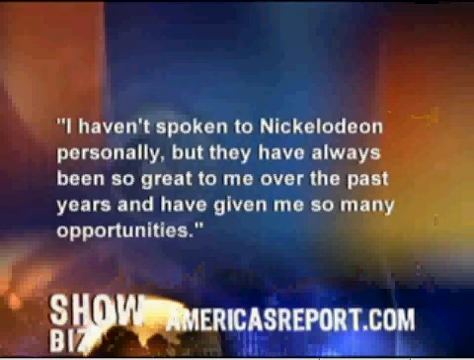 "I haven't spoken to Nickelodeon
personally, but they have always
been so great to me over the past
years and have given me so many
opportunities."
SHOW
BIZ
AMERICASREPORT.COM